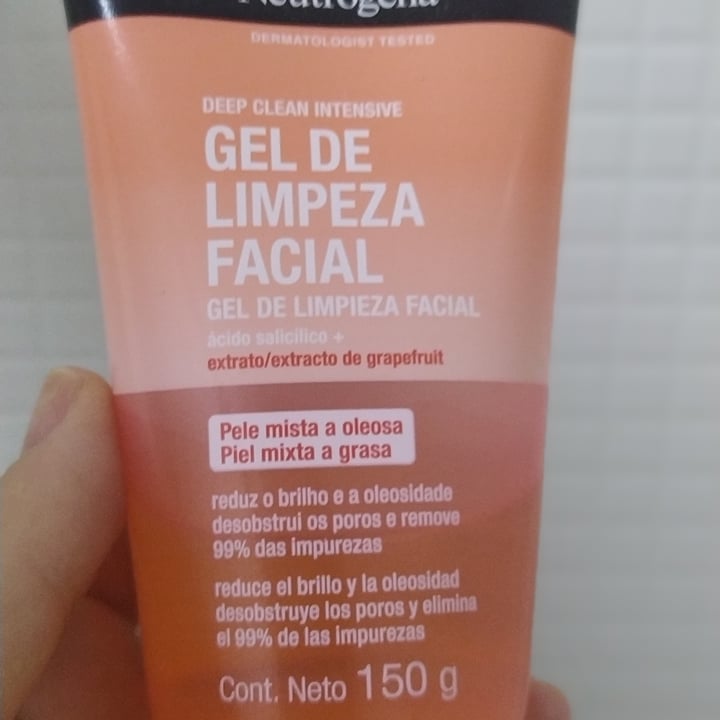 Neutrogena
DERMATOLOGIST TESTED
DEEP CLEAN INTENSIVE
GEL DE
LIMPEZA
FACIAL
GEL DE LIMPIEZA FACIAL
ácido salicílico +
extrato/extracto de grapefruit
Pele mista a oleosa
Piel mixta a grasa
reduz o brilho e a oleosidade
desobstrui os poros e remove
99% das impurezas
reduce el brillo y la oleosidad
desobstruye los poros y elimina
el 99% de las impurezas
Cont. Neto 150 g